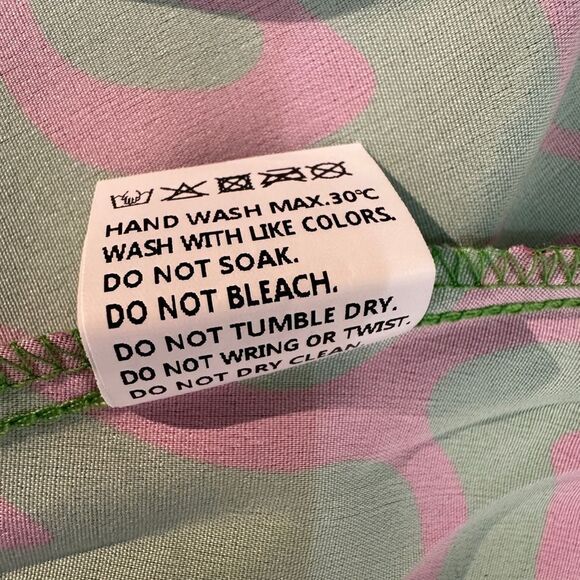 HAND WASH MAX.30℃
WASH WITH LIKE COLORS.
DO NOT SOAK.
DO NOT BLEACH.
DO NOT TUMBLE DRY.
DO NOT WRING OR TWIST.
DO NOT DRY CLEAN